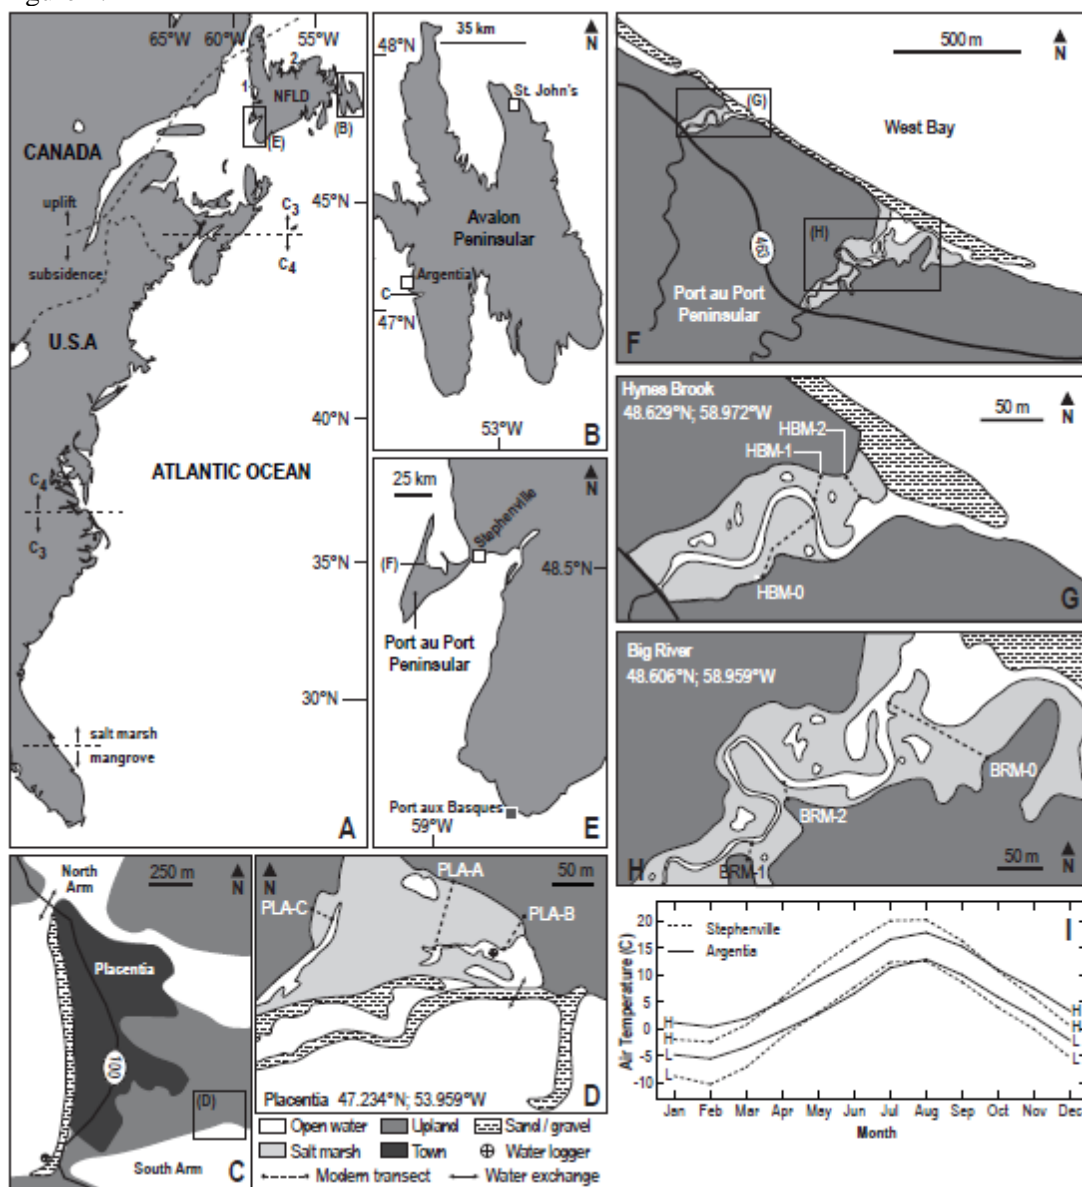 65°W 60°W 55°W
2
1
NFLD
(B)
(E)
CANADA
uplift
subsidence
45°N
C3
C4
U.S.A
40°N
ATLANTIC OCEAN
C4
C3
35°N
30°N
salt marsh
mangrove
A
48°N
35 km
N
St. John's
Avalon
Peninsular
Argentia
C
47°N
53°W
B
25 km
N
Stephenville
(F)
48.5°N
Port au Port
Peninsular
Port aux Basques
59°W
E
500 m
N
(G)
West Bay
(H)
463
Port au Port
Peninsular
F
Hynes Brook
48.629°N; 58.972°W
N
50 m
HBM-2
HBM-1
HBM-0
G
Big River
48.606°N; 58.959°W
BRM-0
BRM-2
BRM-1
50 m
N
H
North
Arm
250 m
N
Placentia
100
(D)
South Arm
C
N
PLA-A
50 m
PLA-C
PLA-B
Placentia 47.234°N; 53.959°W
D
Open water Upland Sand / gravel
Salt marsh Town Water logger
Modern transect Water exchange
I
Stephenville
Argentia
Air Temperature (C)
20
15
10
5
0
-5
-10
H
H
L
L
H
H
L
L
Jan Feb Mar Apr May Jun Jul Aug Sep Oct Nov Dec
Month